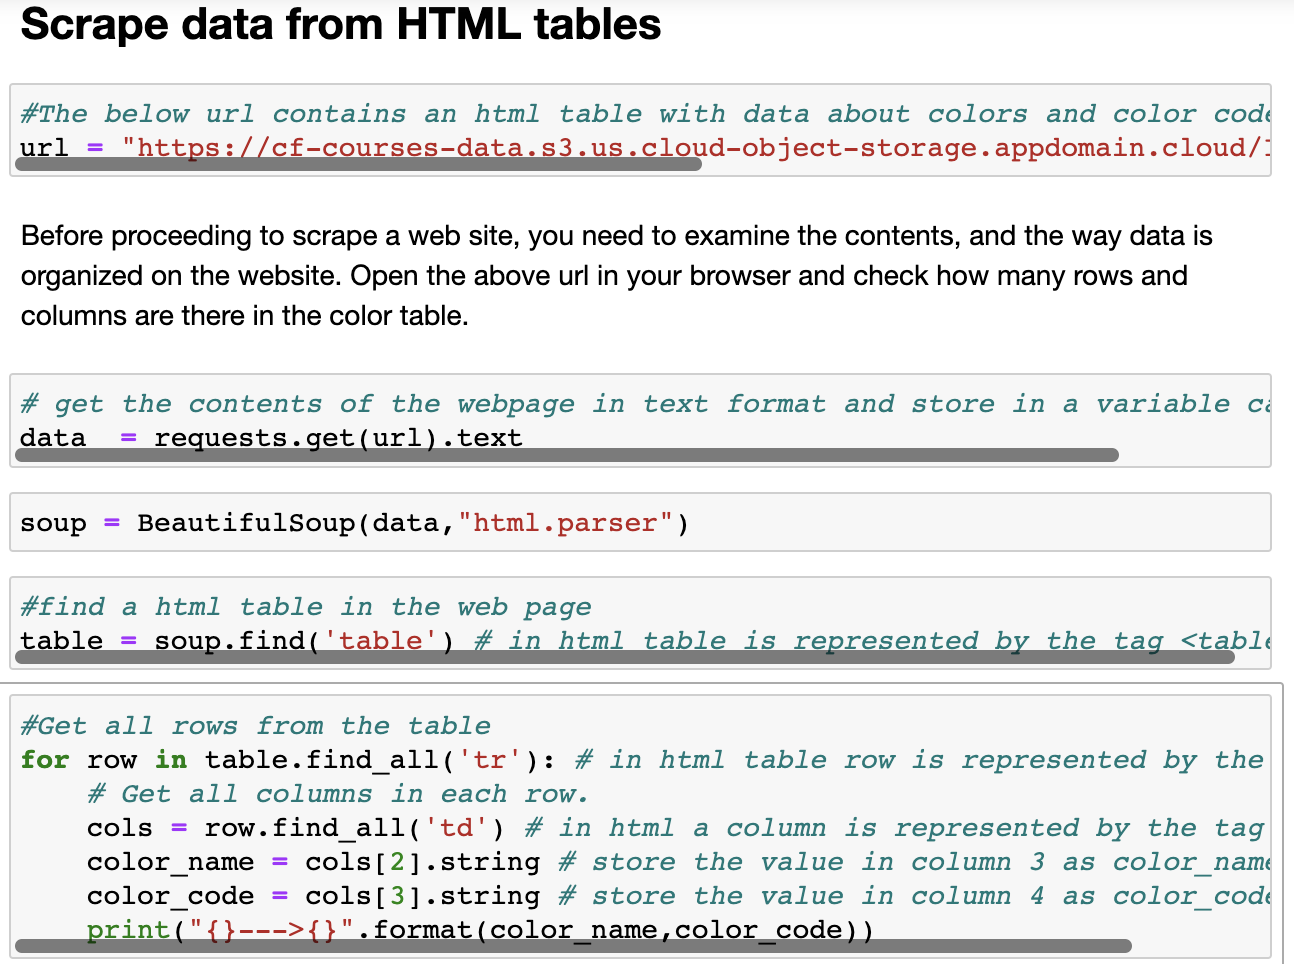 Scrape data from HTML tables
#The below url contains an html table with data about colors and color code
url = "https://cf-courses-data.s3.us.cloud-object-storage.appdomain.cloud/
Before proceeding to scrape a web site, you need to examine the contents, and the way data is
organized on the website. Open the above url in your browser and check how many rows and
columns are there in the color table.
# get the contents of the webpage in text format and store in a variable ca
data  = requests.get(url).text
soup = BeautifulSoup(data,"html.parser")
#find a html table in the web page
table = soup.find('table') # in html table is represented by the tag <table
#Get all rows from the table
for row in table.find_all('tr'): # in html table row is represented by the
    # Get all columns in each row.
    cols = row.find_all('td') # in html a column is represented by the tag
    color_name = cols[2].string # store the value in column 3 as color_name
    color_code = cols[3].string # store the value in column 4 as color_code
    print("{}--->{}".format(color_name,color_code))